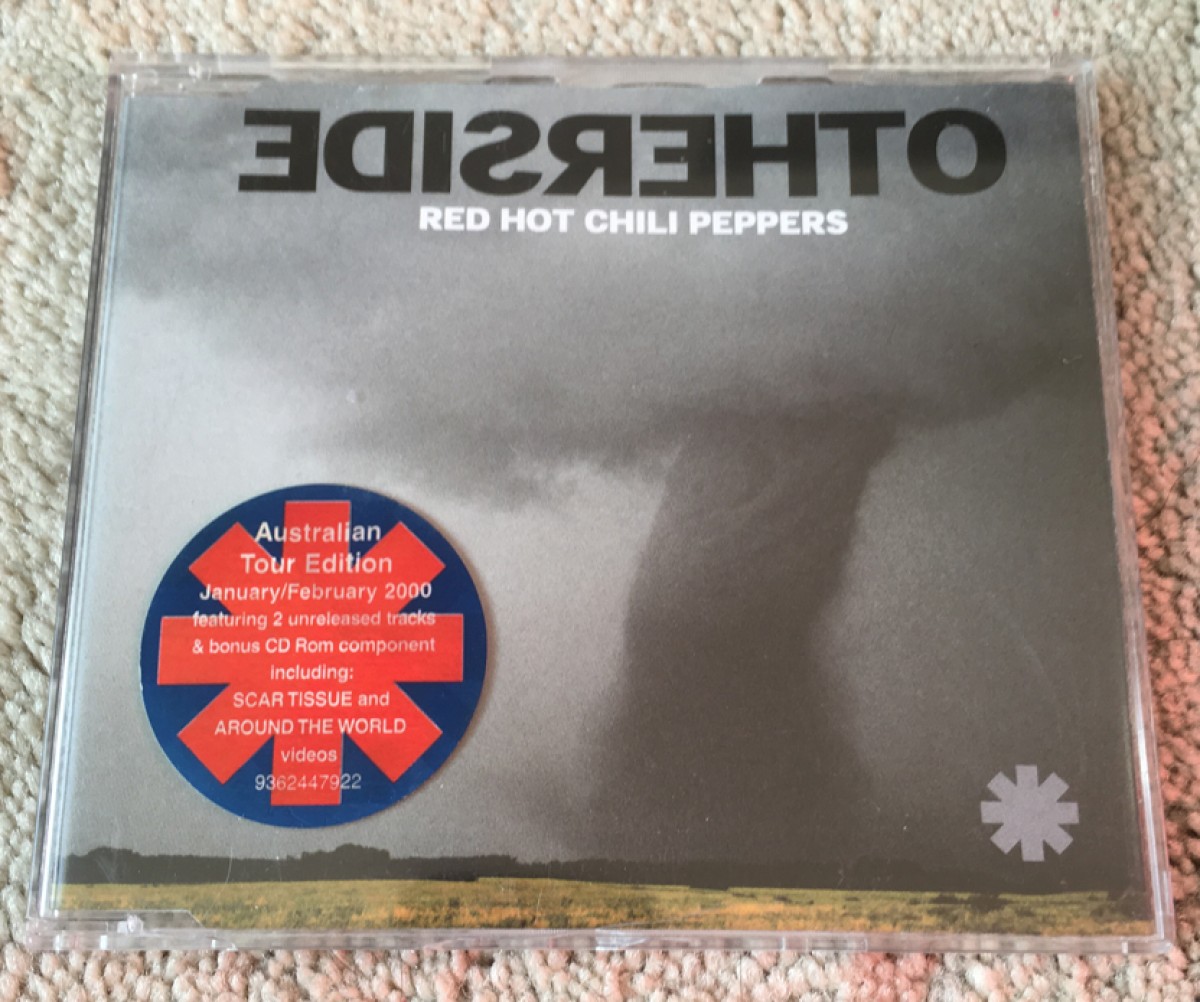 OTHERSIDE
RED HOT CHILI PEPPERS
Australian
Tour Edition
January/February 2000
featuring 2 unreleased tracks
& bonus CD Rom component
including:
SCAR TISSUE and
AROUND THE WORLD
videos
9362447922